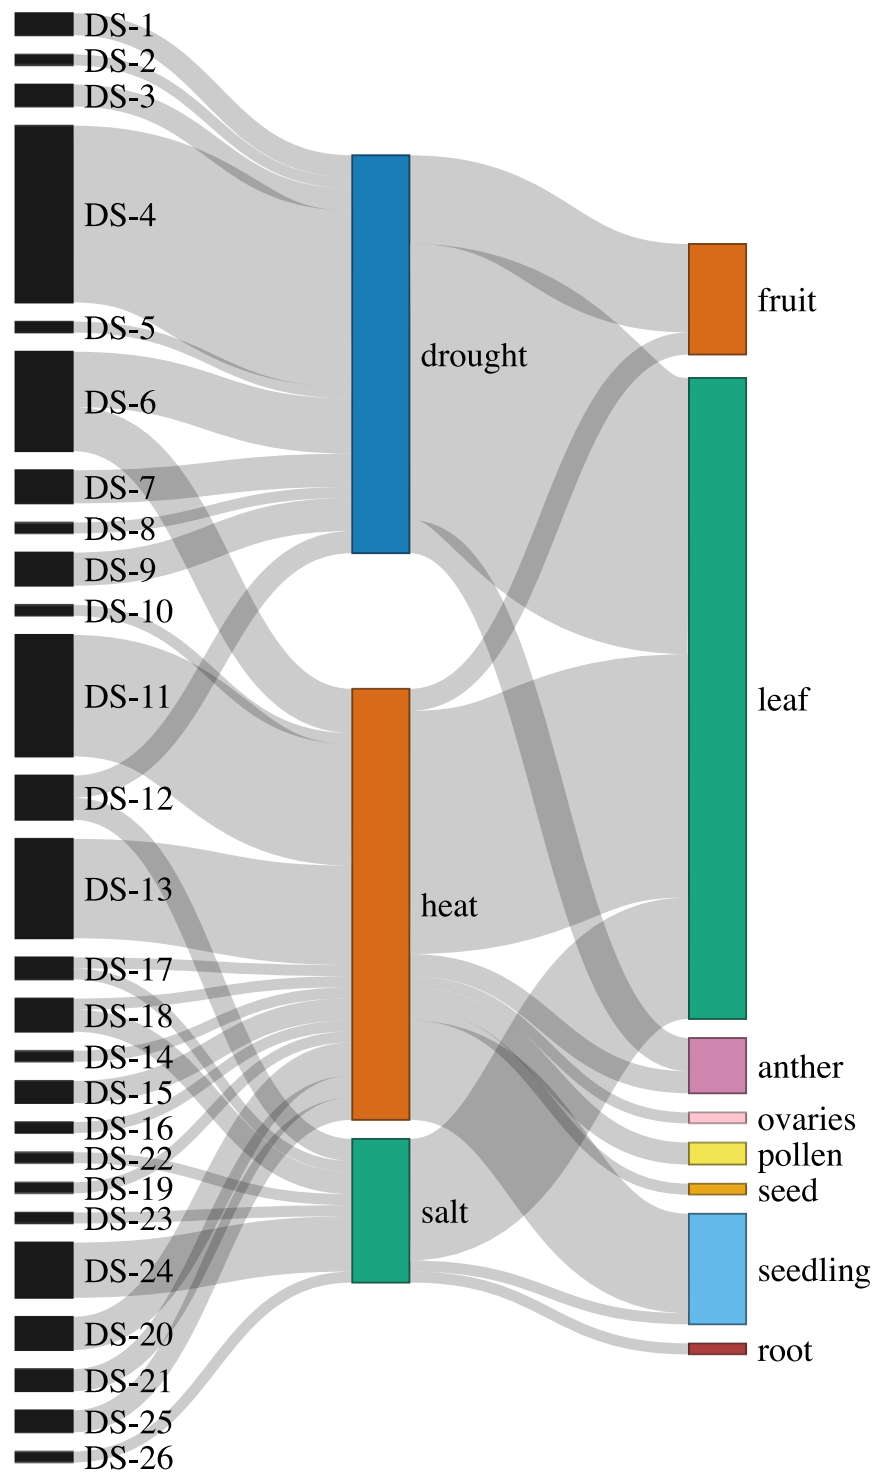 DS-1
DS-2
DS-3
DS-4
DS-5
DS-6
DS-7
DS-8
DS-9
DS-10
DS-11
DS-12
DS-13
DS-17
DS-18
DS-14
DS-15
DS-16
DS-22
DS-19
DS-23
DS-24
DS-20
DS-21
DS-25
DS-26
drought
heat
salt
fruit
leaf
anther
ovaries
pollen
seed
seedling
root